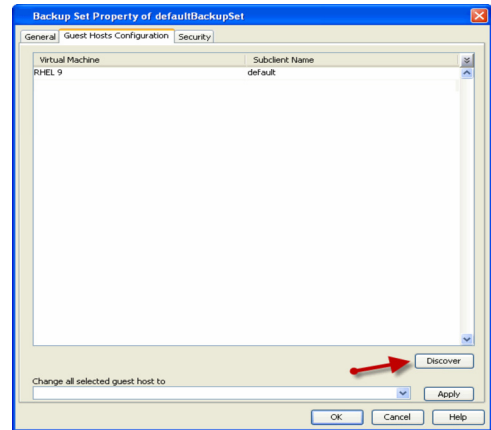 Backup Set Property of defaultBackupSet
General Guest Hosts Configuration Security
Virtual Machine Subclient Name
RHEL 9 default
Discover
Change all selected guest host to
Apply
OK Cancel Help